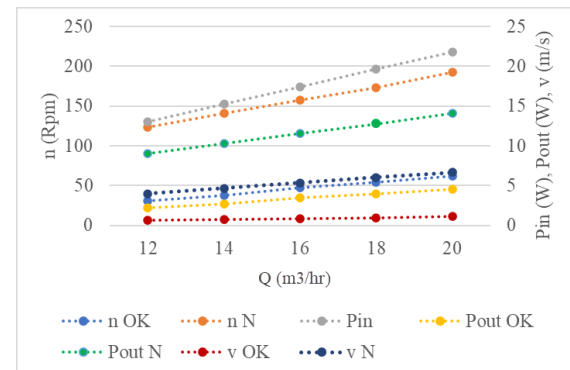 250 25
200 20
150 15
100 10
50 5
0 0
n (Rpm)
Pin (W), Pout (W), v (m/s)
12 14 16 18 20
Q (m3/hr)
n OK n N Pin Pout OK
Pout N v OK v N